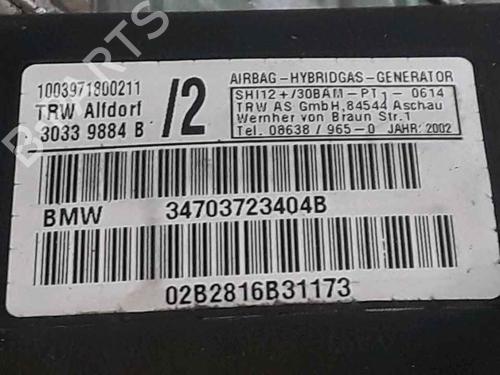 1003971800211
TRW Alfdorf
3033 9884 B
/2
AIRBAG-HYBRIDGAS-GENERATOR
SHI12+/30BAM-PT1-0614
TRW AS GmbH,84544 Aschau
Wernher von Braun Str.1
Tel. 08638/965-0 JAHR:2002
BMW 34703723404B
02B2816B31173
B-PARTS